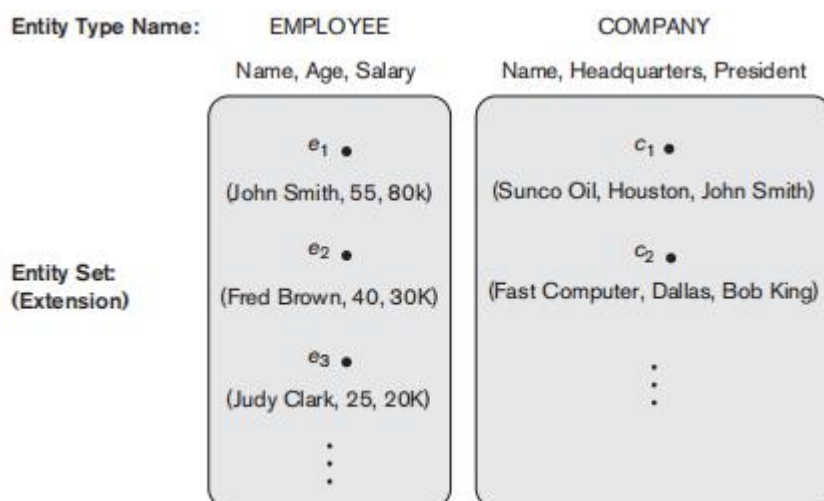 Entity Type Name: EMPLOYEE COMPANY
Name, Age, Salary Name, Headquarters, President
e1 c1
(John Smith, 55, 80k) (Sunco Oil, Houston, John Smith)
e2 c2
Entity Set:
(Extension)
(Fred Brown, 40, 30K) (Fast Computer, Dallas, Bob King)
e3
(Judy Clark, 25, 20K)